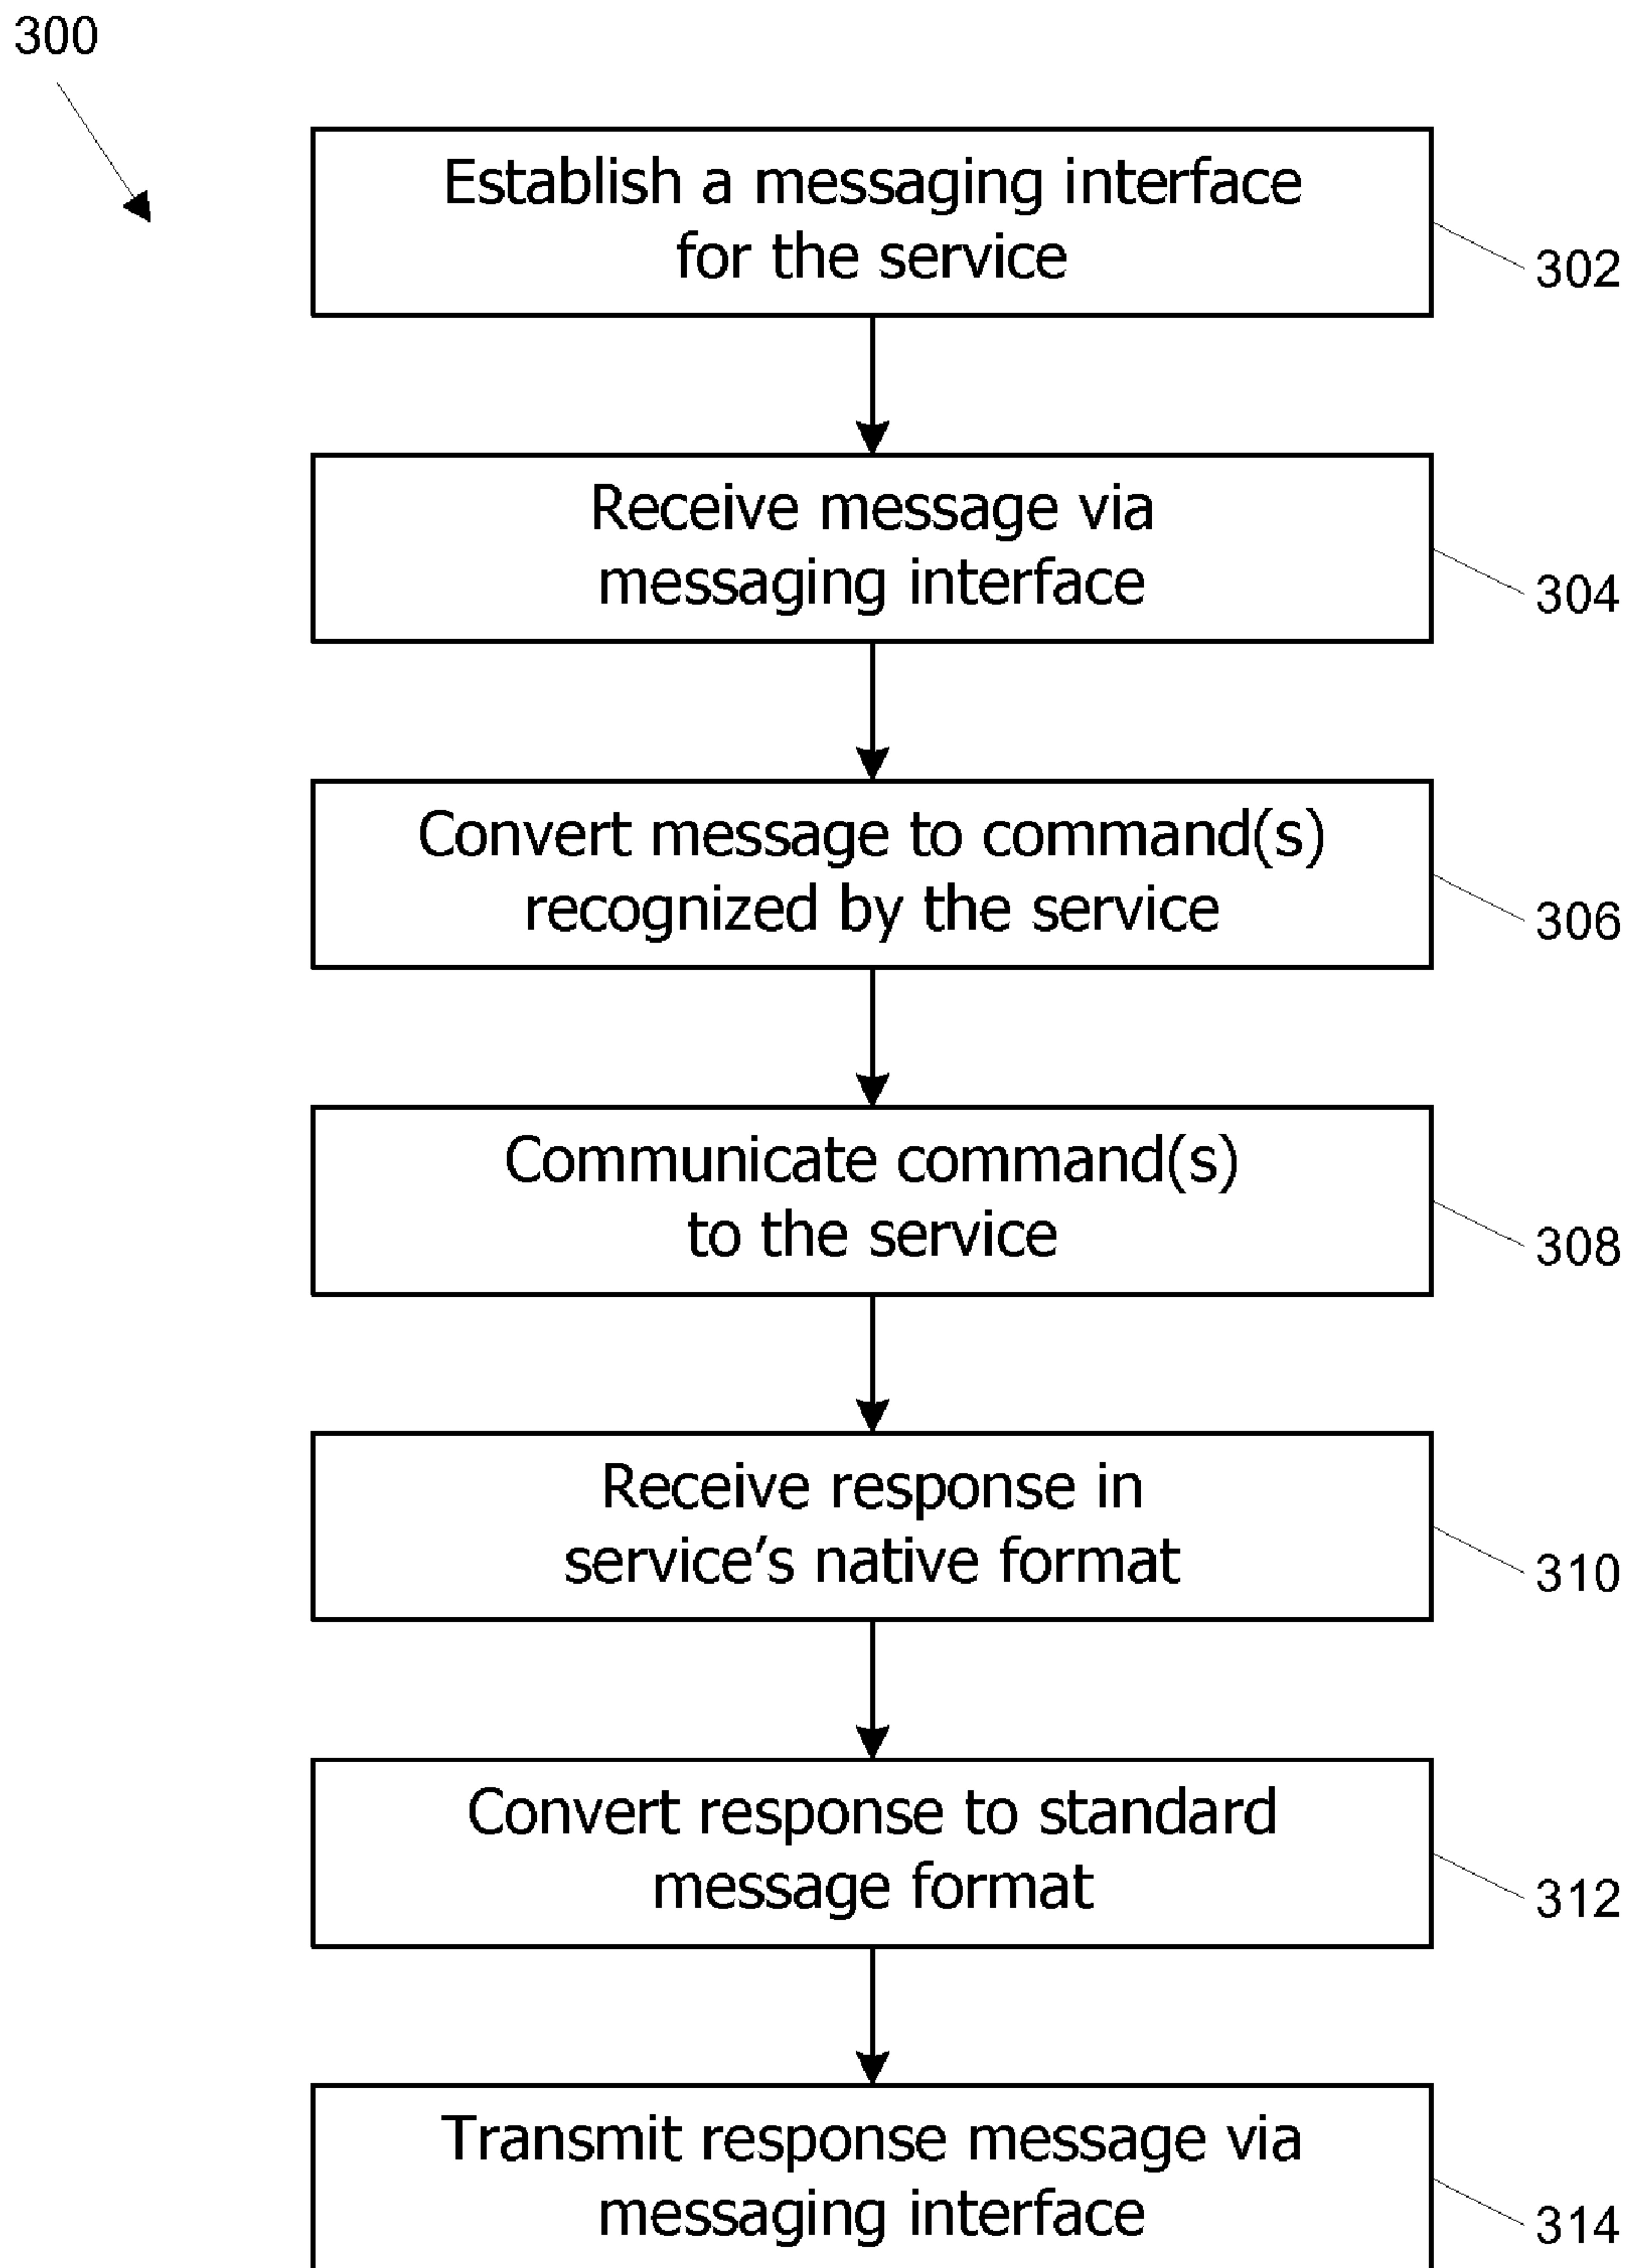 300
Establish a messaging interface
for the service
302
Receive message via
messaging interface
304
Convert message to command(s)
recognized by the service
306
Communicate command(s)
to the service
308
Receive response in
service's native format
310
Convert response to standard
message format
312
Transmit response message via
messaging interface
314